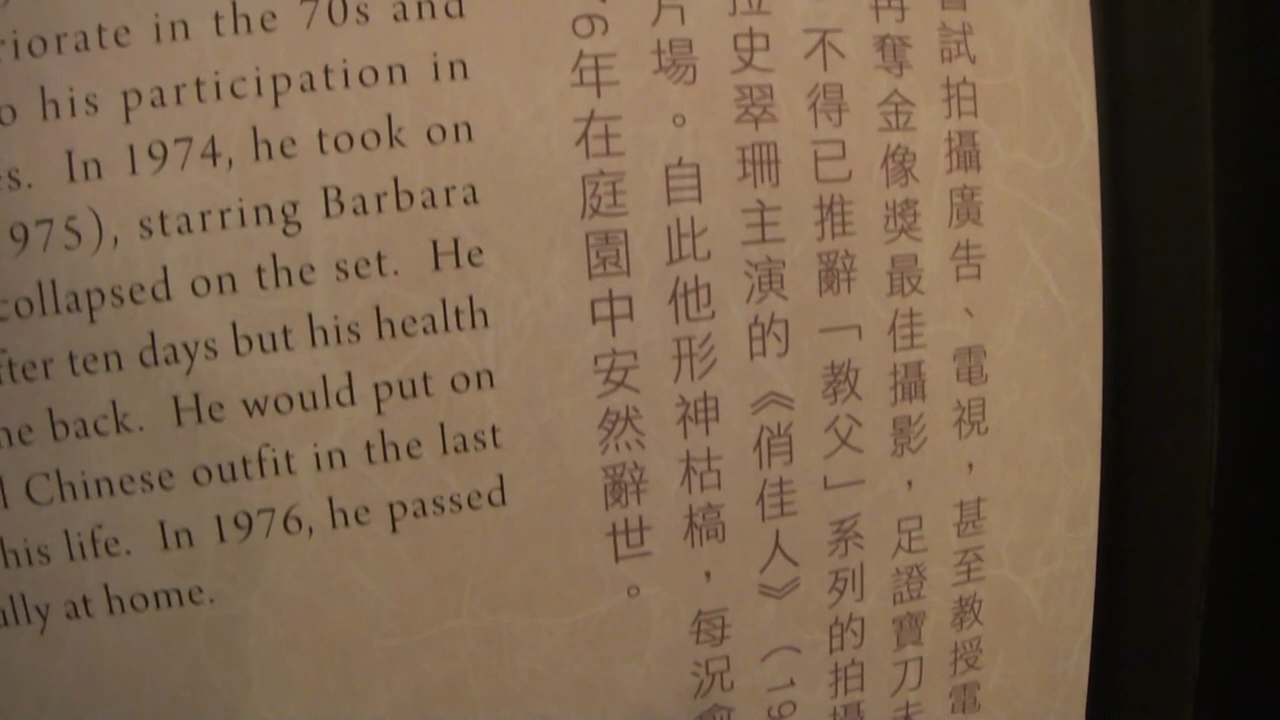 in the 70s and
his participation in
In 1974, he took on
975), starring Barbara
collapsed on the set. He
ten days but his health
back. He would put on
Chinese outfit in the last
his life. In 1976, he passed
at home.
試拍攝廣告、電視，甚至教授電
再奪金像獎最佳攝影，足證寶刀未
不得已推辭「教父」系列的拍攝
拉史翠珊主演的《俏佳人》（19
片場。自此他形神枯槁，每況愈
6年在庭園中安然辭世。